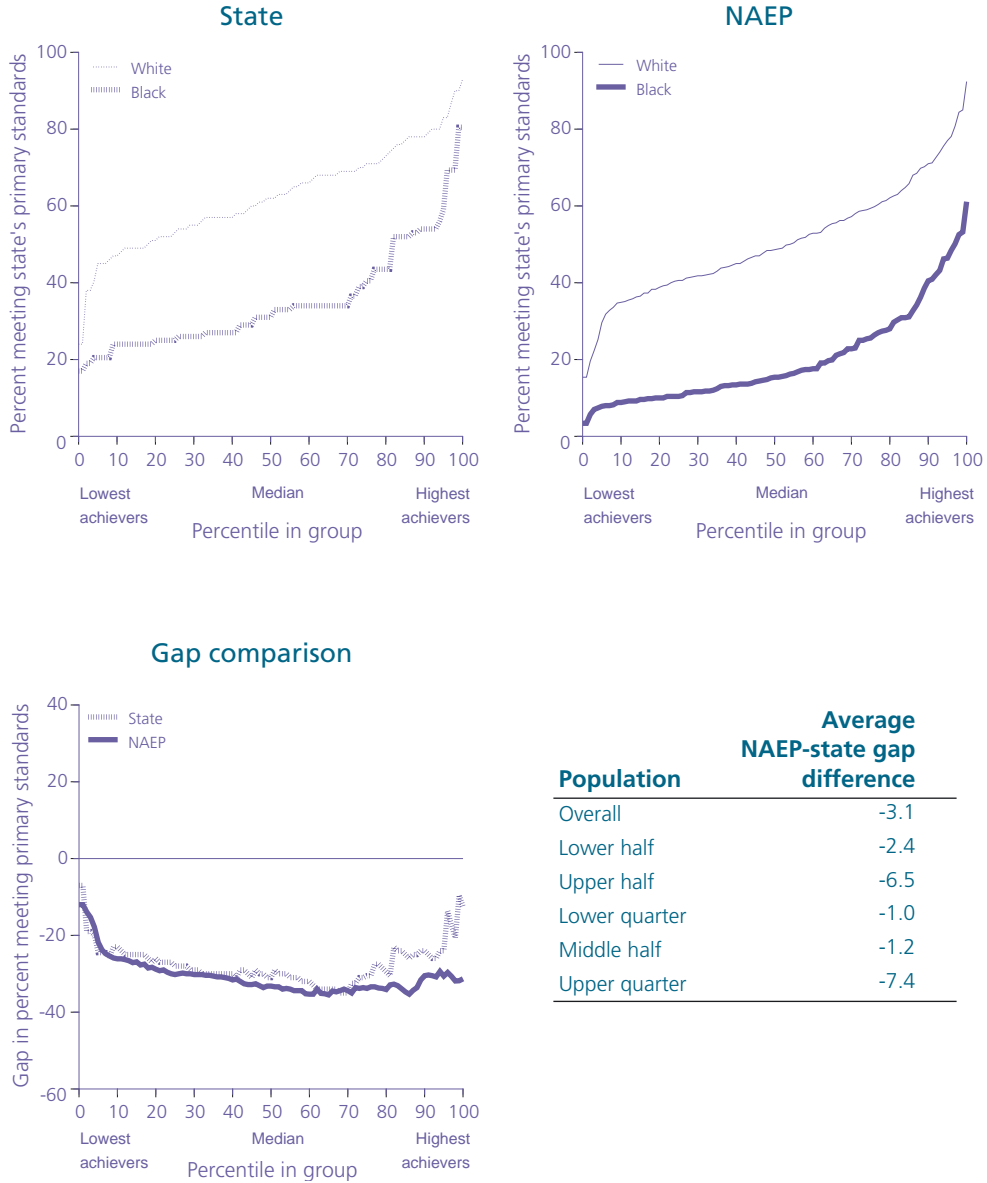 State
Percent meeting state's primary standards
100
80
60
40
20
0
White
Black
0 10 20 30 40 50 60 70 80 90 100
Lowest Median Highest
achievers achievers
Percentile in group
NAEP
Percent meeting state's primary standards
100
80
60
40
20
0
White
Black
0 10 20 30 40 50 60 70 80 90 100
Lowest Median Highest
achievers achievers
Percentile in group
Gap comparison
Gap in percent meeting primary standards
40
20
0
-20
-40
-60
State
NAEP
0 10 20 30 40 50 60 70 80 90 100
Lowest Median Highest
achievers achievers
Percentile in group
Average
NAEP-state gap
Population difference
Overall -3.1
Lower half -2.4
Upper half -6.5
Lower quarter -1.0
Middle half -1.2
Upper quarter -7.4